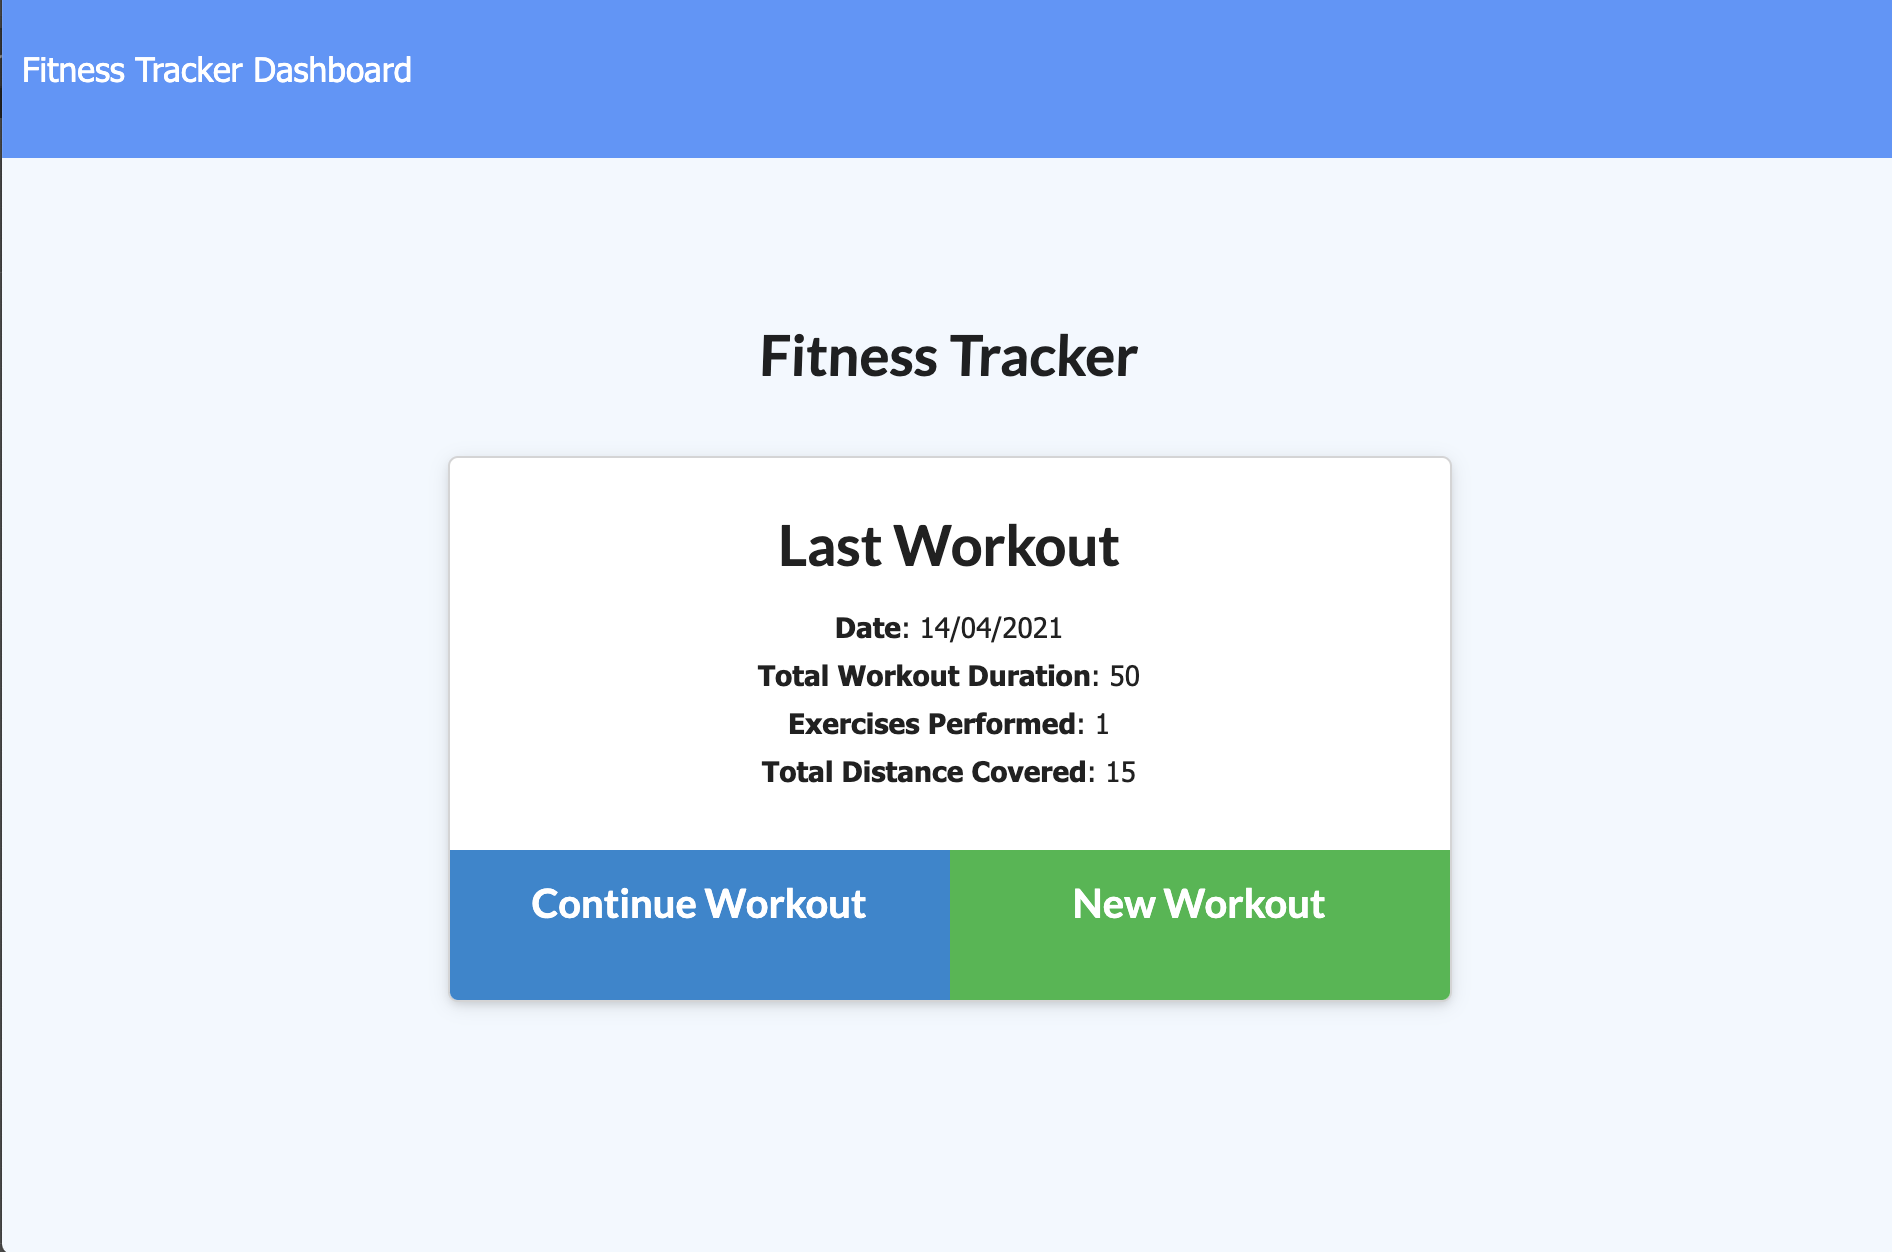 Fitness Tracker Dashboard
Fitness Tracker
Last Workout
Date: 14/04/2021
Total Workout Duration: 50
Exercises Performed: 1
Total Distance Covered: 15
Continue Workout
New Workout